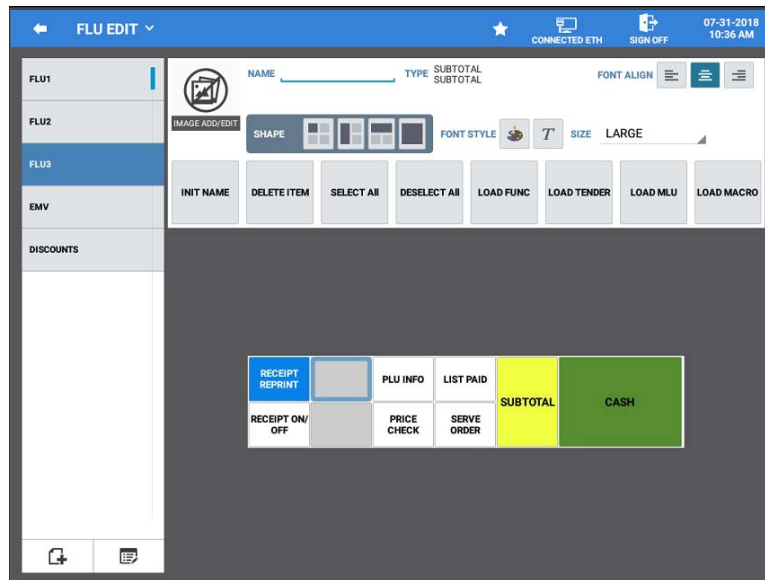 FLU EDIT
CONNECTED ETH
SIGN OFF
07-31-2018
10:36 AM
FLU1
FLU2
FLU3
EMV
DISCOUNTS
IMAGE ADD/EDIT
NAME
TYPE
SUBTOTAL
SUBTOTAL
FONT ALIGN
SHAPE
FONT STYLE
T
SIZE
LARGE
INIT NAME
DELETE ITEM
SELECT All
DESELECT All
LOAD FUNC
LOAD TENDER
LOAD MLU
LOAD MACRO
RECEIPT
REPRINT
PLU INFO
LIST PAID
SUBTOTAL
CASH
RECEIPT ON/
OFF
PRICE
CHECK
SERVE
ORDER